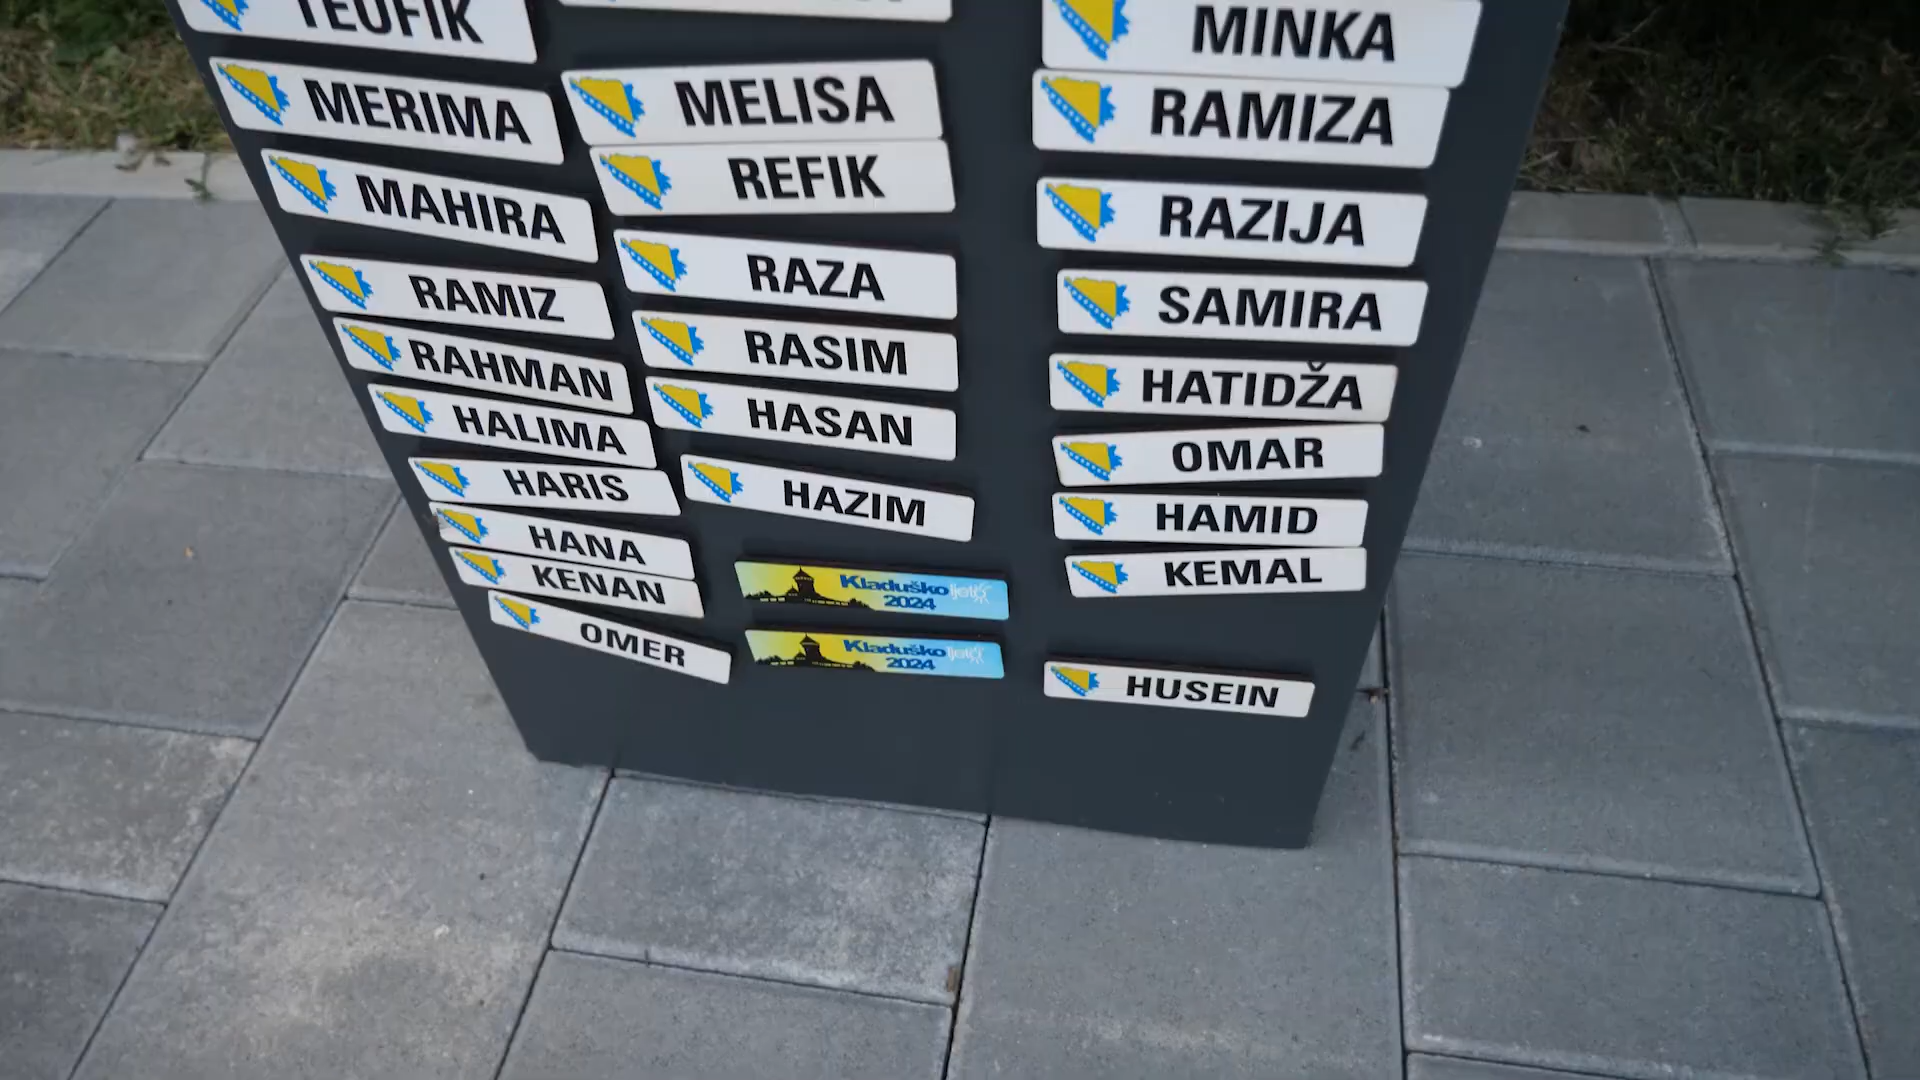 TEUFIK
MERIMA
MAHIRA
RAMIZ
RAHMAN
HALIMA
HARIS
HANA
KENAN
OMER
MELISA
REFIK
RAZA
RASIM
HASAN
HAZIM
Kladuško ljeto
2024
Kladuško ljeto
2024
MINKA
RAMIZA
RAZIJA
SAMIRA
HATIDŽA
OMAR
HAMID
KEMAL
HUSEIN